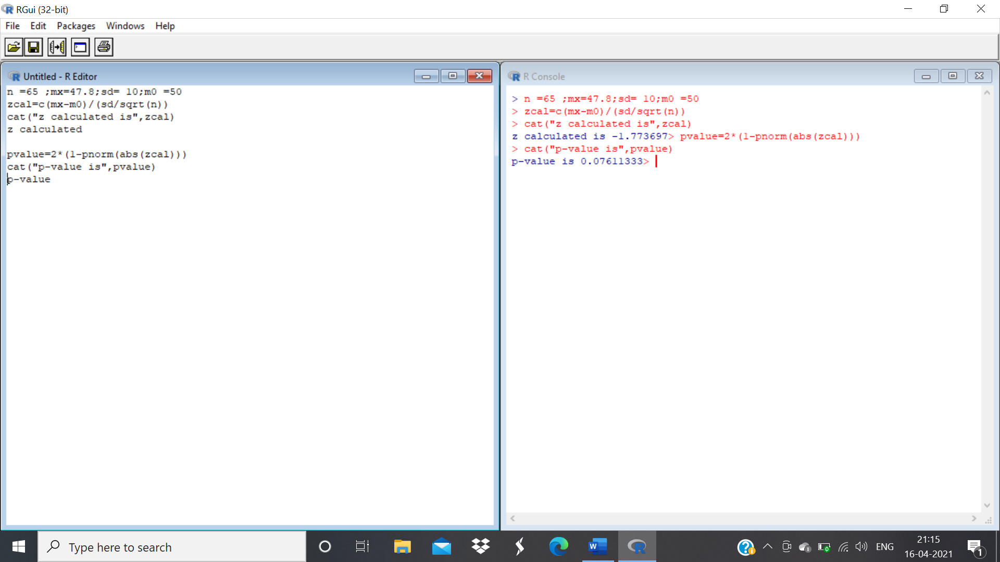 RGui (32-bit)
File Edit Packages Windows Help
Untitled - R Editor
n =65 ;mx=47.8;sd= 10;m0 =50
zcal=c(mx-m0)/(sd/sqrt(n))
cat("z calculated is",zcal)
z calculated
pvalue=2*(1-pnorm(abs(zcal)))
cat("p-value is",pvalue)
p-value
R Console
> n =65 ;mx=47.8;sd= 10;m0 =50
> zcal=c(mx-m0)/(sd/sqrt(n))
> cat("z calculated is",zcal)
z calculated is -1.773697> pvalue=2*(1-pnorm(abs(zcal)))
> cat("p-value is",pvalue)
p-value is 0.07611333>
Type here to search
ENG
21:15
16-04-2021
1